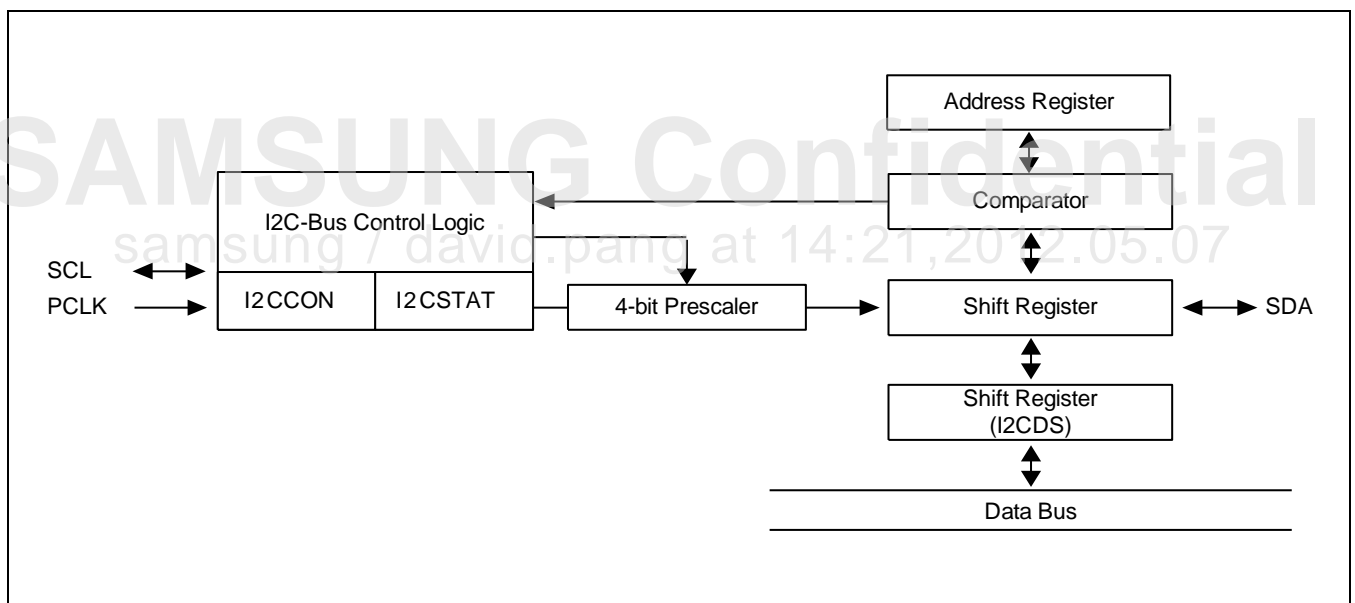 Address Register
SAMSUNG Confidential
Comparator
I2C-Bus Control Logic
samsung / david.pang at 14:21,2012.05.07
SCL
PCLK
I2CCON
I2CSTAT
4-bit Prescaler
Shift Register
SDA
Shift Register
(I2CDS)
Data Bus